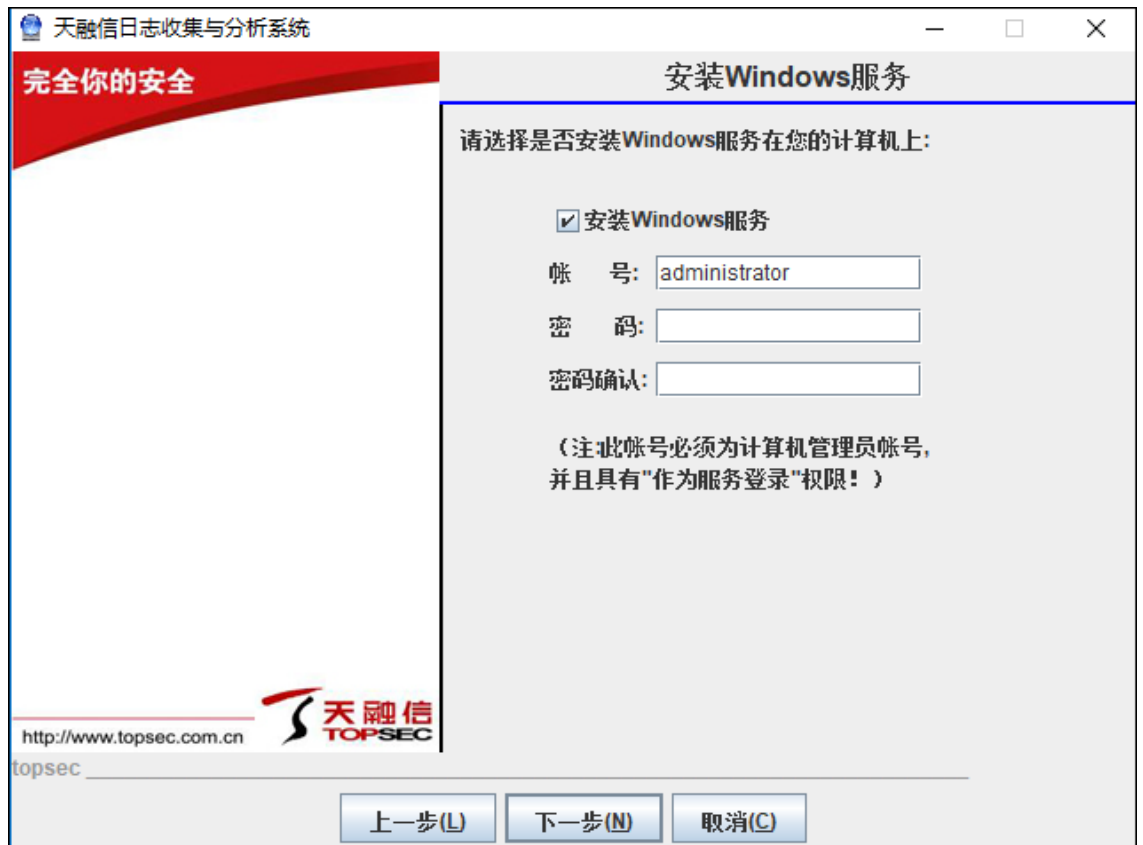 天融信日志收集与分析系统
完全你的安全
安装Windows服务
请选择是否安装Windows服务在您的计算机上:
安装Windows服务
帐 号: administrator
密 码:
密码确认:
（注:此帐号必须为计算机管理员帐号,
并且具有"作为服务登录"权限！）
天融信
TOPSEC
http://www.topsec.com.cn
topsec
上一步(L) 下一步(N) 取消(C)